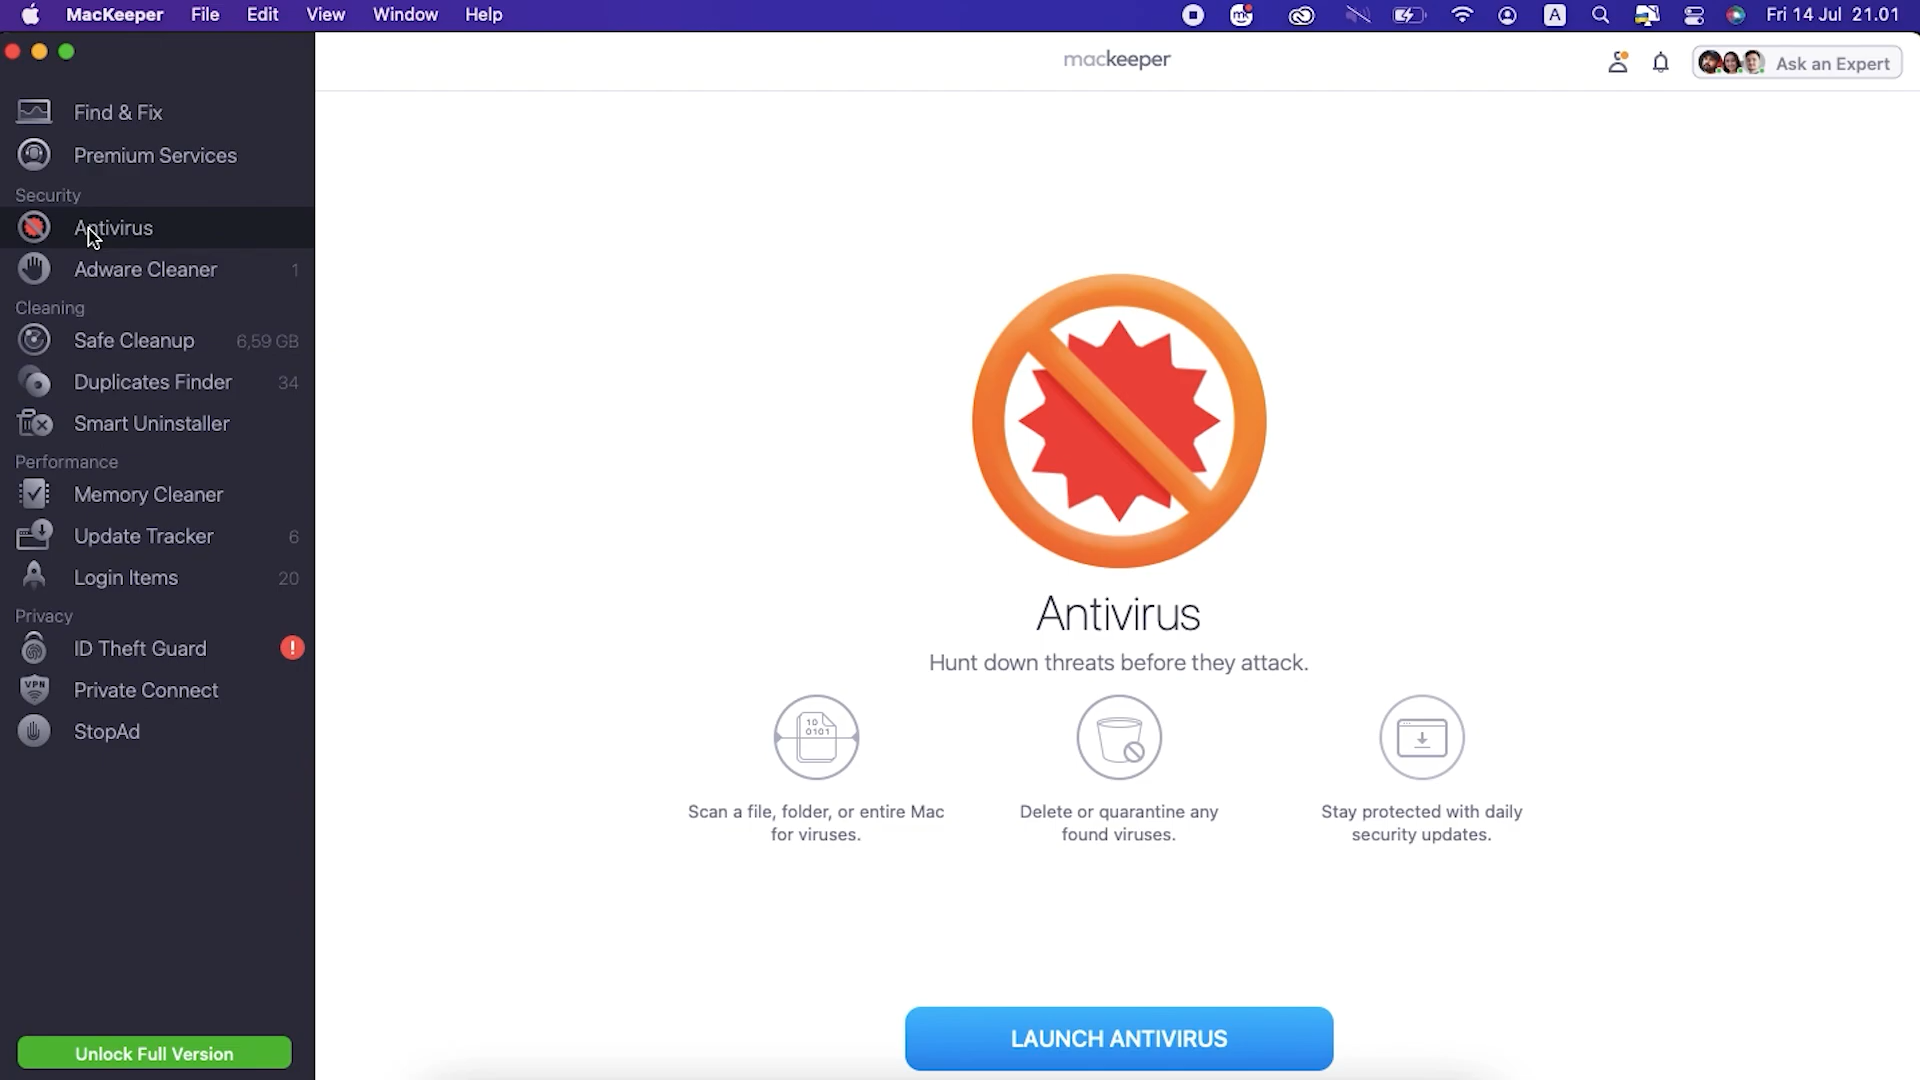 MacKeeper File Edit View Window Help
A Fri 14 Jul 21.01
mackeeper
Ask an Expert
Find & Fix
Premium Services
Security
Antivirus
Adware Cleaner 1
Cleaning
Safe Cleanup 6,59 GB
Duplicates Finder 34
Smart Uninstaller
Performance
Memory Cleaner
Update Tracker 6
Login Items 20
Privacy
ID Theft Guard !
VPN Private Connect
StopAd
Unlock Full Version
Antivirus
Hunt down threats before they attack.
10
0101
Scan a file, folder, or entire Mac
for viruses.
Delete or quarantine any
found viruses.
Stay protected with daily
security updates.
LAUNCH ANTIVIRUS